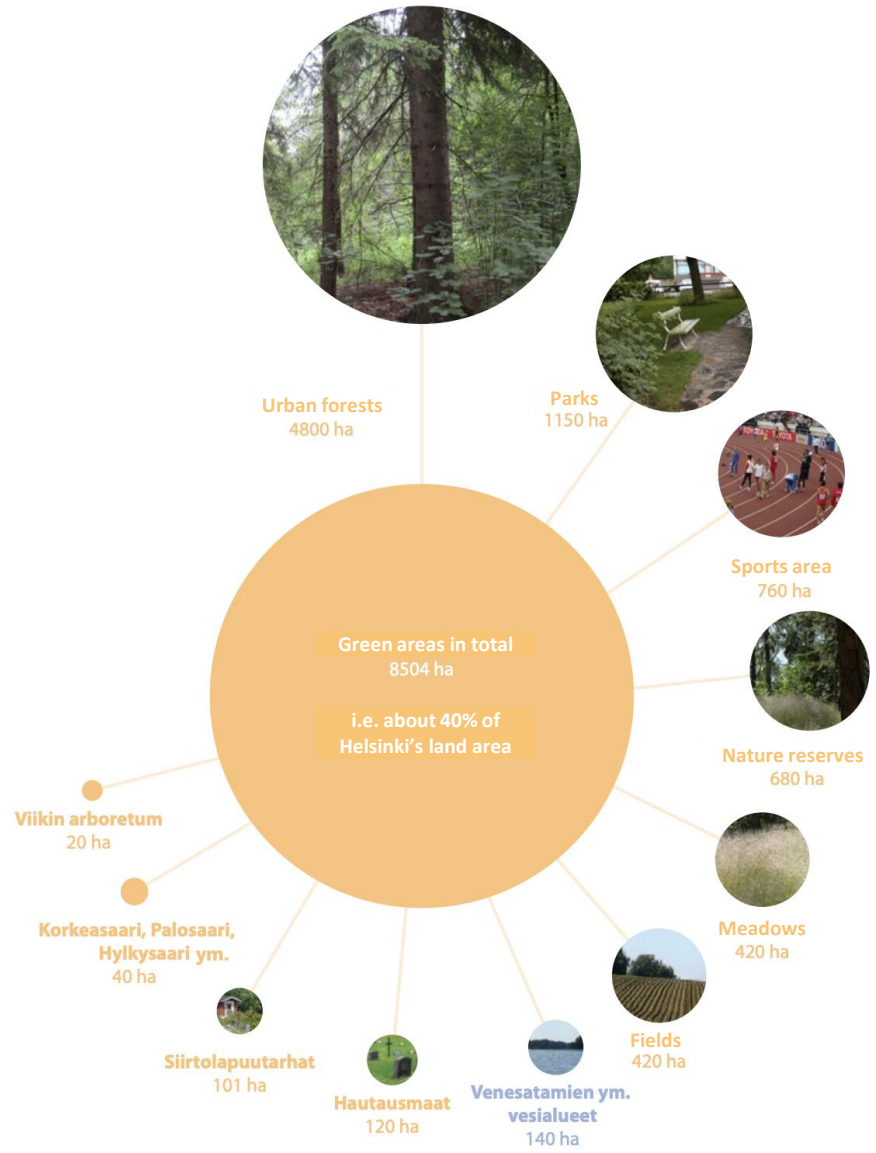 Urban forests
4800 ha
Parks
1150 ha
TOYOTA
TOYOTA
Sports area
760 ha
Green areas in total
8504 ha
i.e. about 40% of
Helsinki's land area
Nature reserves
680 ha
Meadows
420 ha
Fields
420 ha
Venesatamien ym.
vesialueet
140 ha
Hautausmaat
120 ha
Siirtolapuutarhat
101 ha
Korkeasaari, Palosaari,
Hylkysaari ym.
40 ha
Viikin arboretum
20 ha